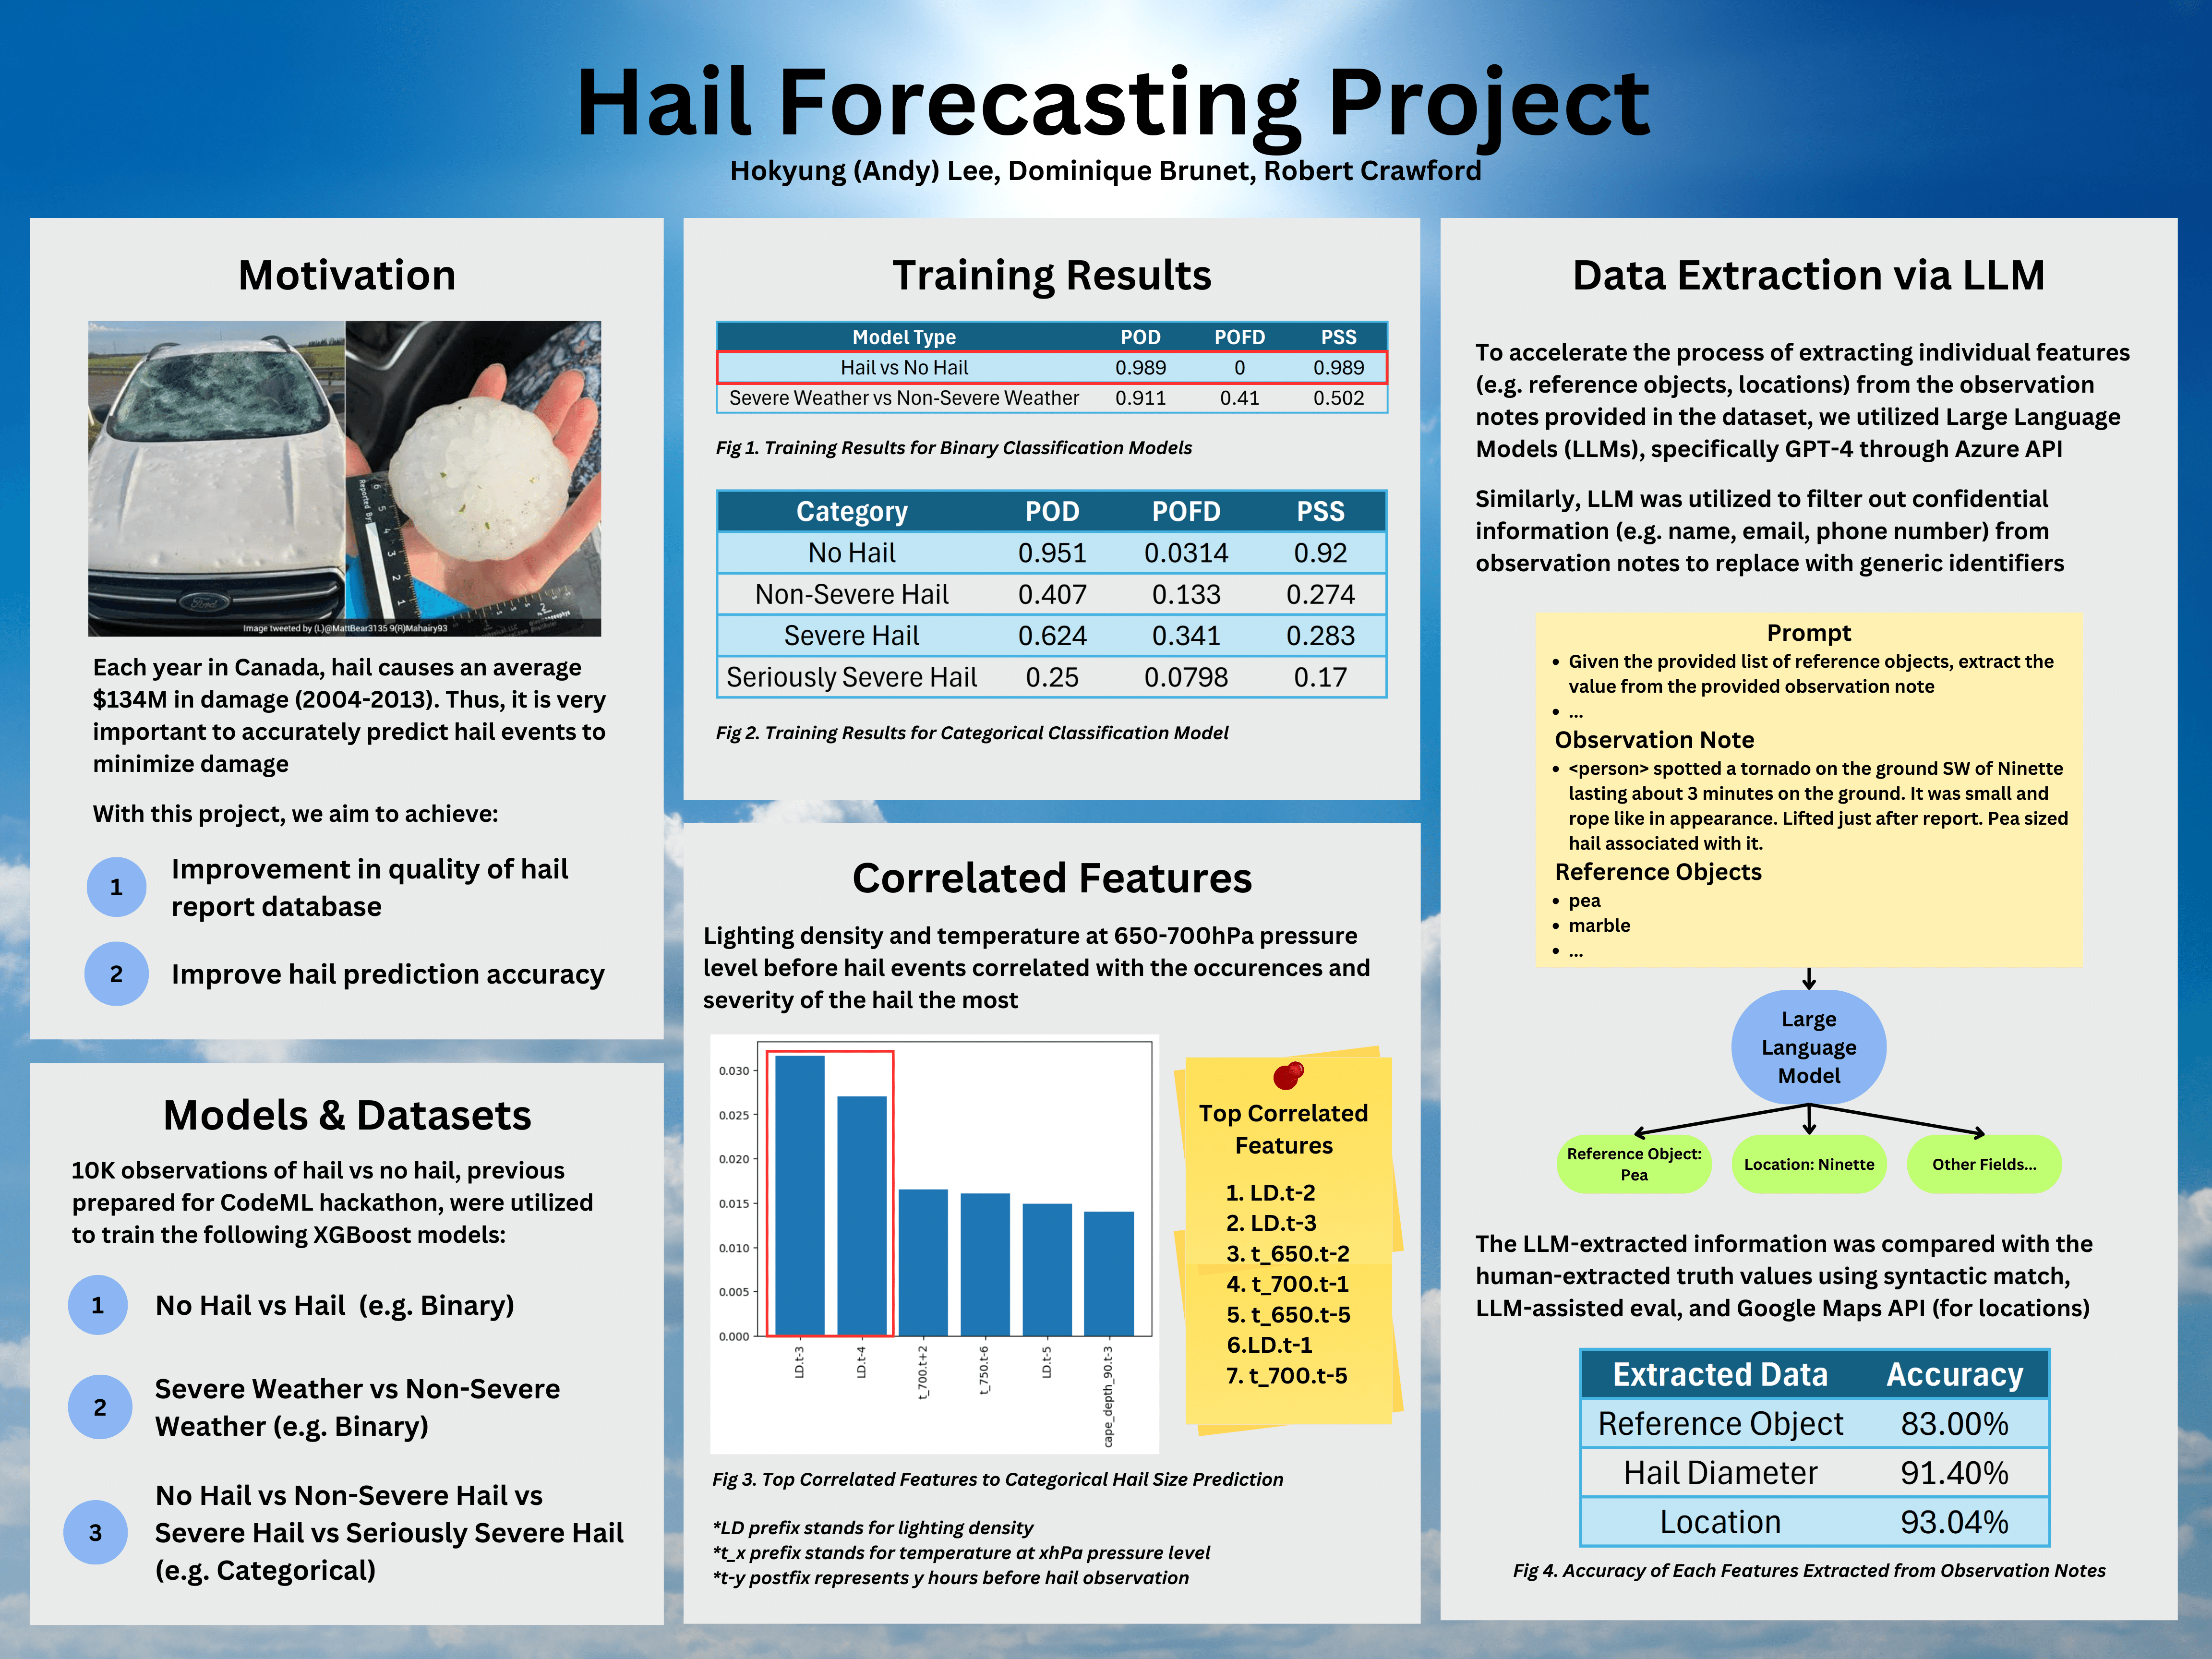 Hail Forecasting Project
Hokyung (Andy) Lee, Dominique Brunet, Robert Crawford
Motivation
Image tweeted by (L)@MattBear3135 9(R)Mahairy93
Each year in Canada, hail causes an average
$134M in damage (2004-2013). Thus, it is very
important to accurately predict hail events to
minimize damage
With this project, we aim to achieve:
1
Improvement in quality of hail
report database
2
Improve hail prediction accuracy
Models & Datasets
10K observations of hail vs no hail, previous
prepared for CodeML hackathon, were utilized
to train the following XGBoost models:
1
No Hail vs Hail (e.g. Binary)
2
Severe Weather vs Non-Severe
Weather (e.g. Binary)
3
No Hail vs Non-Severe Hail vs
Severe Hail vs Seriously Severe Hail
(e.g. Categorical)
Training Results
Model Type POD POFD PSS
Hail vs No Hail 0.989 0 0.989
Severe Weather vs Non-Severe Weather 0.911 0.41 0.502
Fig 1. Training Results for Binary Classification Models
Category POD POFD PSS
No Hail 0.951 0.0314 0.92
Non-Severe Hail 0.407 0.133 0.274
Severe Hail 0.624 0.341 0.283
Seriously Severe Hail 0.25 0.0798 0.17
Fig 2. Training Results for Categorical Classification Model
Correlated Features
Lighting density and temperature at 650-700hPa pressure
level before hail events correlated with the occurences and
severity of the hail the most
0.030
0.025
0.020
0.015
0.010
0.005
0.000
LD.t-3
LD.t-4
t_700.t+2
t_750.t-6
LD.t-5
cape_depth_90.t-3
Top Correlated
Features
1. LD.t-2
2. LD.t-3
3. t_650.t-2
4. t_700.t-1
5. t_650.t-5
6.LD.t-1
7. t_700.t-5
Fig 3. Top Correlated Features to Categorical Hail Size Prediction
*LD prefix stands for lighting density
*t_x prefix stands for temperature at xhPa pressure level
*t-y postfix represents y hours before hail observation
Data Extraction via LLM
To accelerate the process of extracting individual features
(e.g. reference objects, locations) from the observation
notes provided in the dataset, we utilized Large Language
Models (LLMs), specifically GPT-4 through Azure API
Similarly, LLM was utilized to filter out confidential
information (e.g. name, email, phone number) from
observation notes to replace with generic identifiers
Prompt
• Given the provided list of reference objects, extract the
value from the provided observation note
• ...
Observation Note
• <person> spotted a tornado on the ground SW of Ninette
lasting about 3 minutes on the ground. It was small and
rope like in appearance. Lifted just after report. Pea sized
hail associated with it.
Reference Objects
• pea
• marble
• ...
Large
Language
Model
Reference Object:
Pea
Location: Ninette
Other Fields...
The LLM-extracted information was compared with the
human-extracted truth values using syntactic match,
LLM-assisted eval, and Google Maps API (for locations)
Extracted Data Accuracy
Reference Object 83.00%
Hail Diameter 91.40%
Location 93.04%
Fig 4. Accuracy of Each Features Extracted from Observation Notes